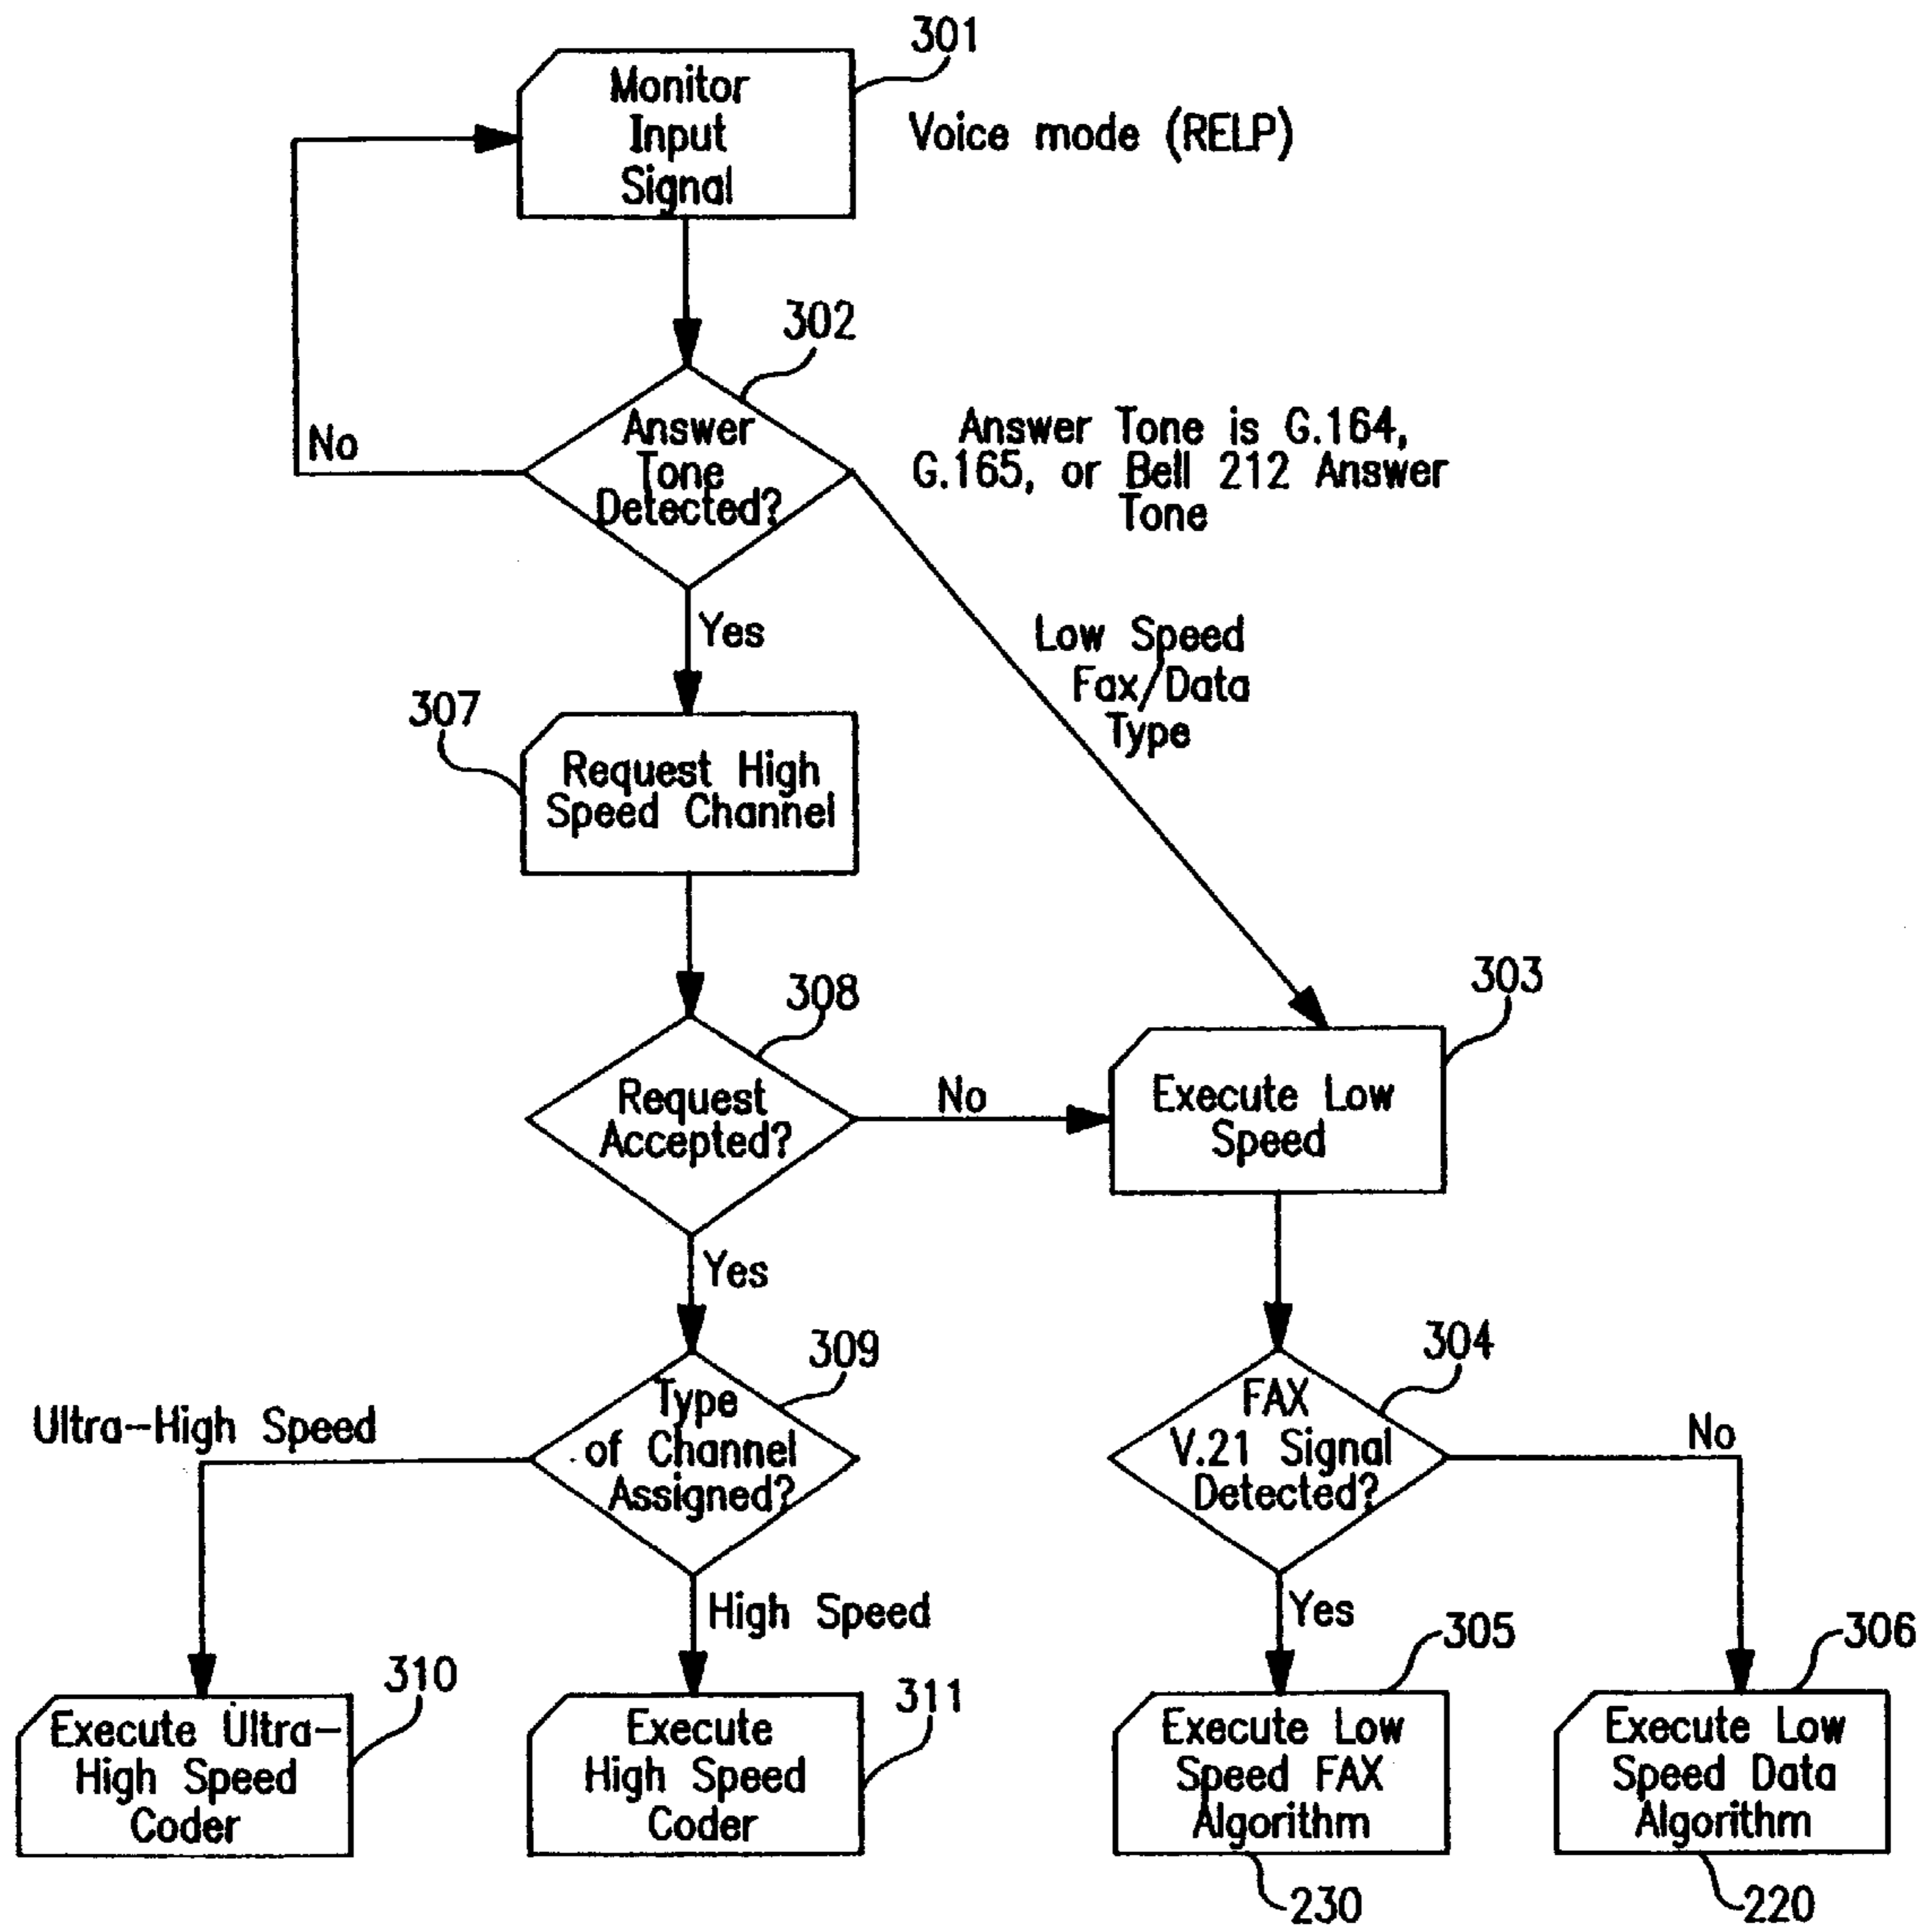 301
Monitor
Input
Signal
Voice mode (RELP)
302
Answer
Tone
Detected?
No
Answer Tone is G.164,
G.165, or Bell 212 Answer
Tone
Yes
Low Speed
Fax/Data
Type
307
Request High
Speed Channel
308
Request
Accepted?
No
303
Execute Low
Speed
Yes
309
Type
of Channel
Assigned?
Ultra-High Speed
304
FAX
V.21 Signal
Detected?
No
High Speed
Yes
310
Execute Ultra-
High Speed
Coder
311
Execute
High Speed
Coder
305
Execute Low
Speed FAX
Algorithm
230
306
Execute Low
Speed Data
Algorithm
220